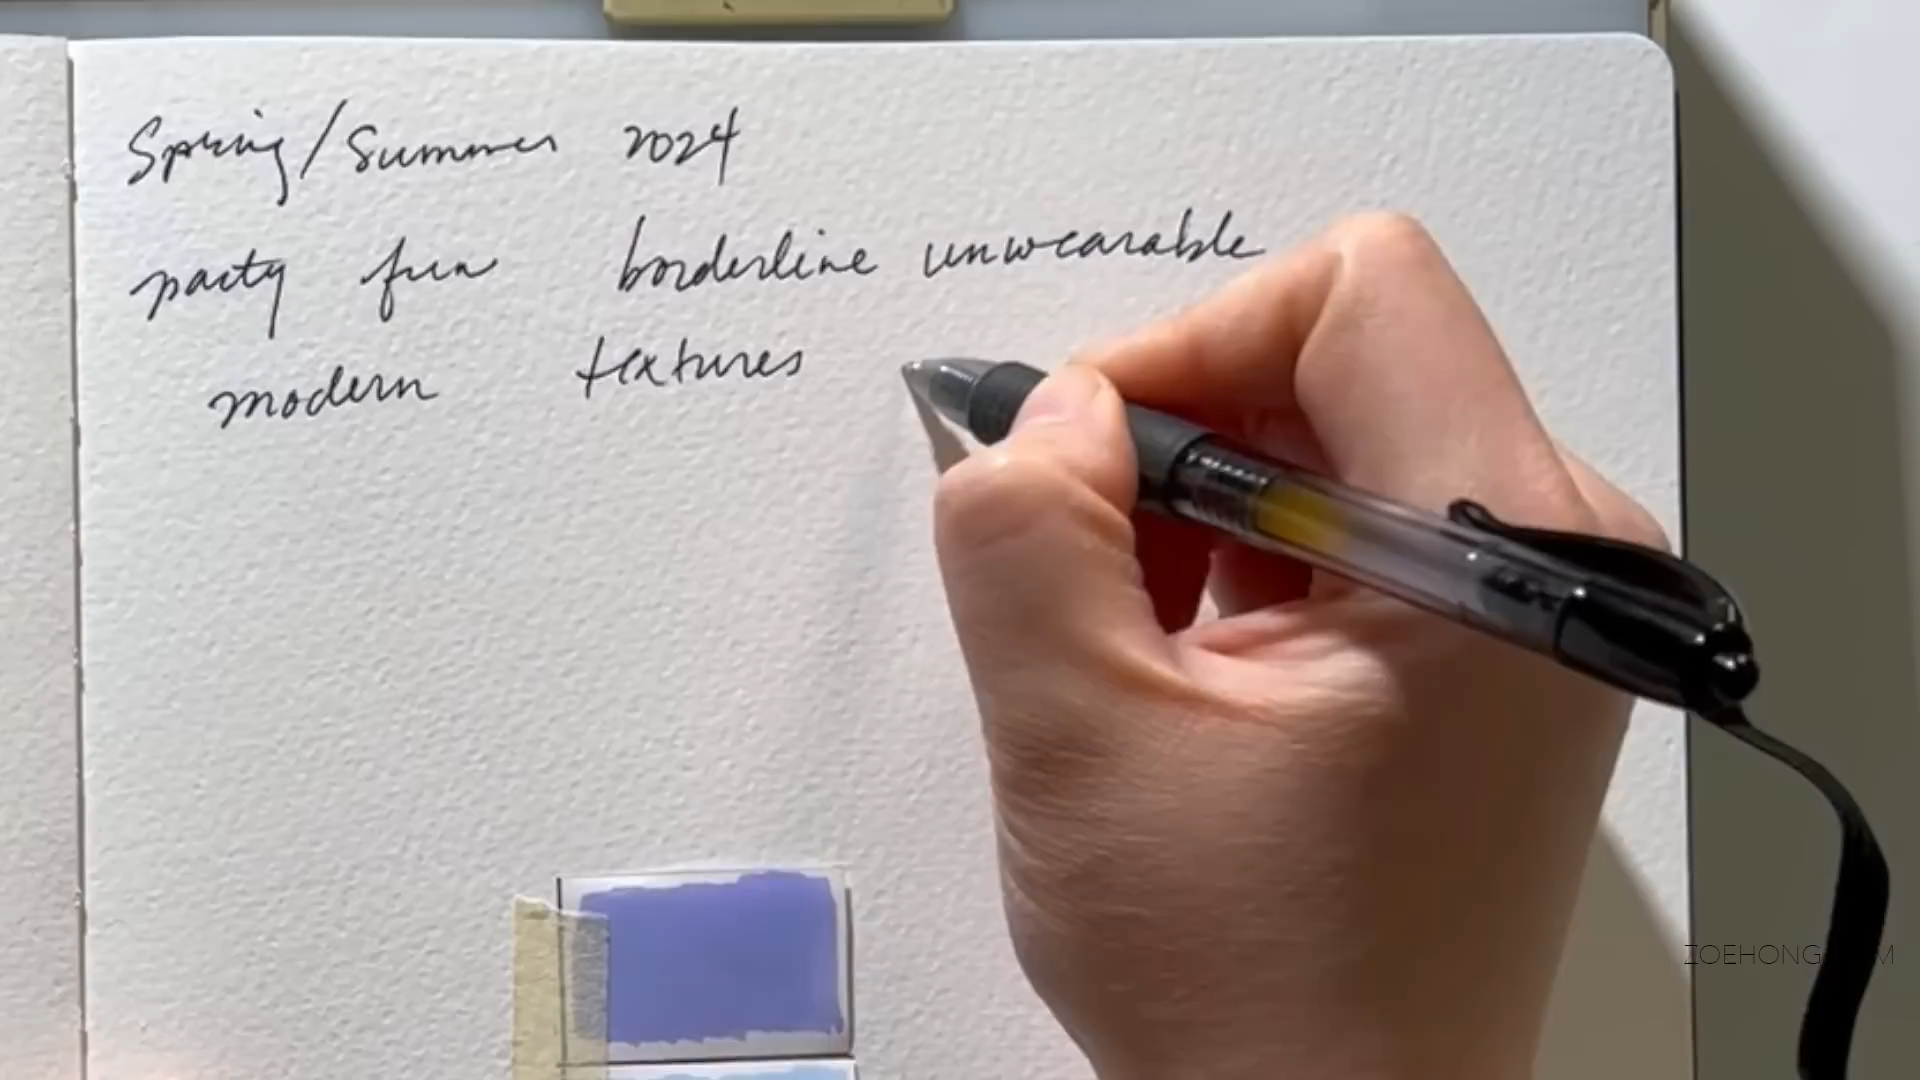 Spring/Summer 2024
party fun borderline unwearable
modern textures